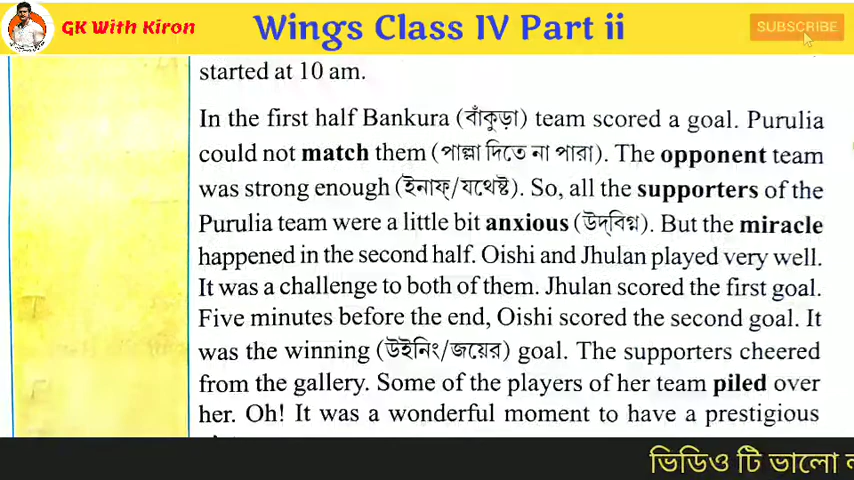 GK With Kiron
Wings Class IV Part ii
SUBSCRIBE
started at 10 am.
In the first half Bankura (বাঁকুড়া) team scored a goal. Purulia
could not match them (পাল্লা দিতে না পারা). The opponent team
was strong enough (ইনাফ্/যথেষ্ট). So, all the supporters of the
Purulia team were a little bit anxious (উদ্‌বিগ্ন). But the miracle
happened in the second half. Oishi and Jhulan played very well.
It was a challenge to both of them. Jhulan scored the first goal.
Five minutes before the end, Oishi scored the second goal. It
was the winning (উইনিং/জয়ের) goal. The supporters cheered
from the gallery. Some of the players of her team piled over
her. Oh! It was a wonderful moment to have a prestigious
ভিডিও টি ভালো